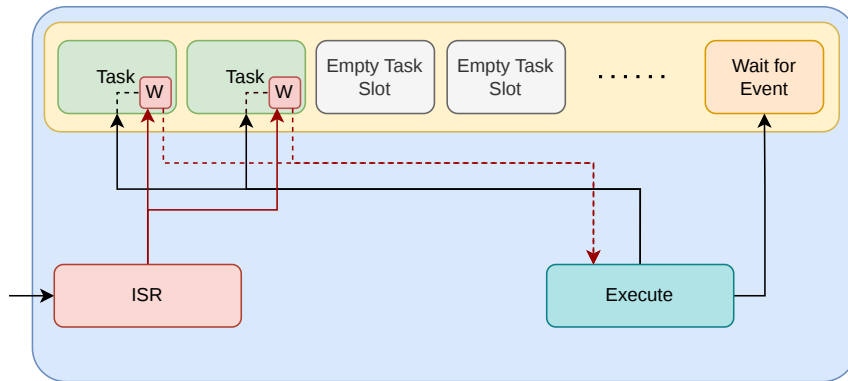 Task
W
Task
W
Empty Task
Slot
Empty Task
Slot
......
Wait for
Event
ISR
Execute